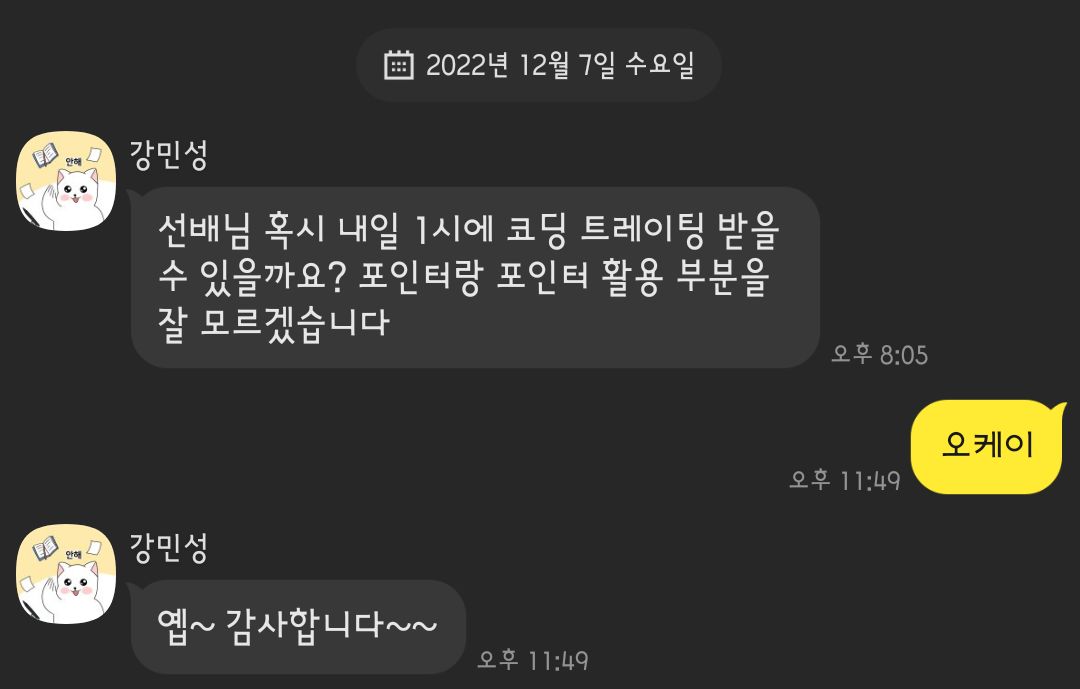 2022년 12월 7일 수요일
안해
강민성
선배님 혹시 내일 1시에 코딩 트레이팅 받을
수 있을까요? 포인터랑 포인터 활용 부분을
잘 모르겠습니다
오후 8:05
오케이
오후 11:49
안해
강민성
옙~ 감사합니다~~
오후 11:49